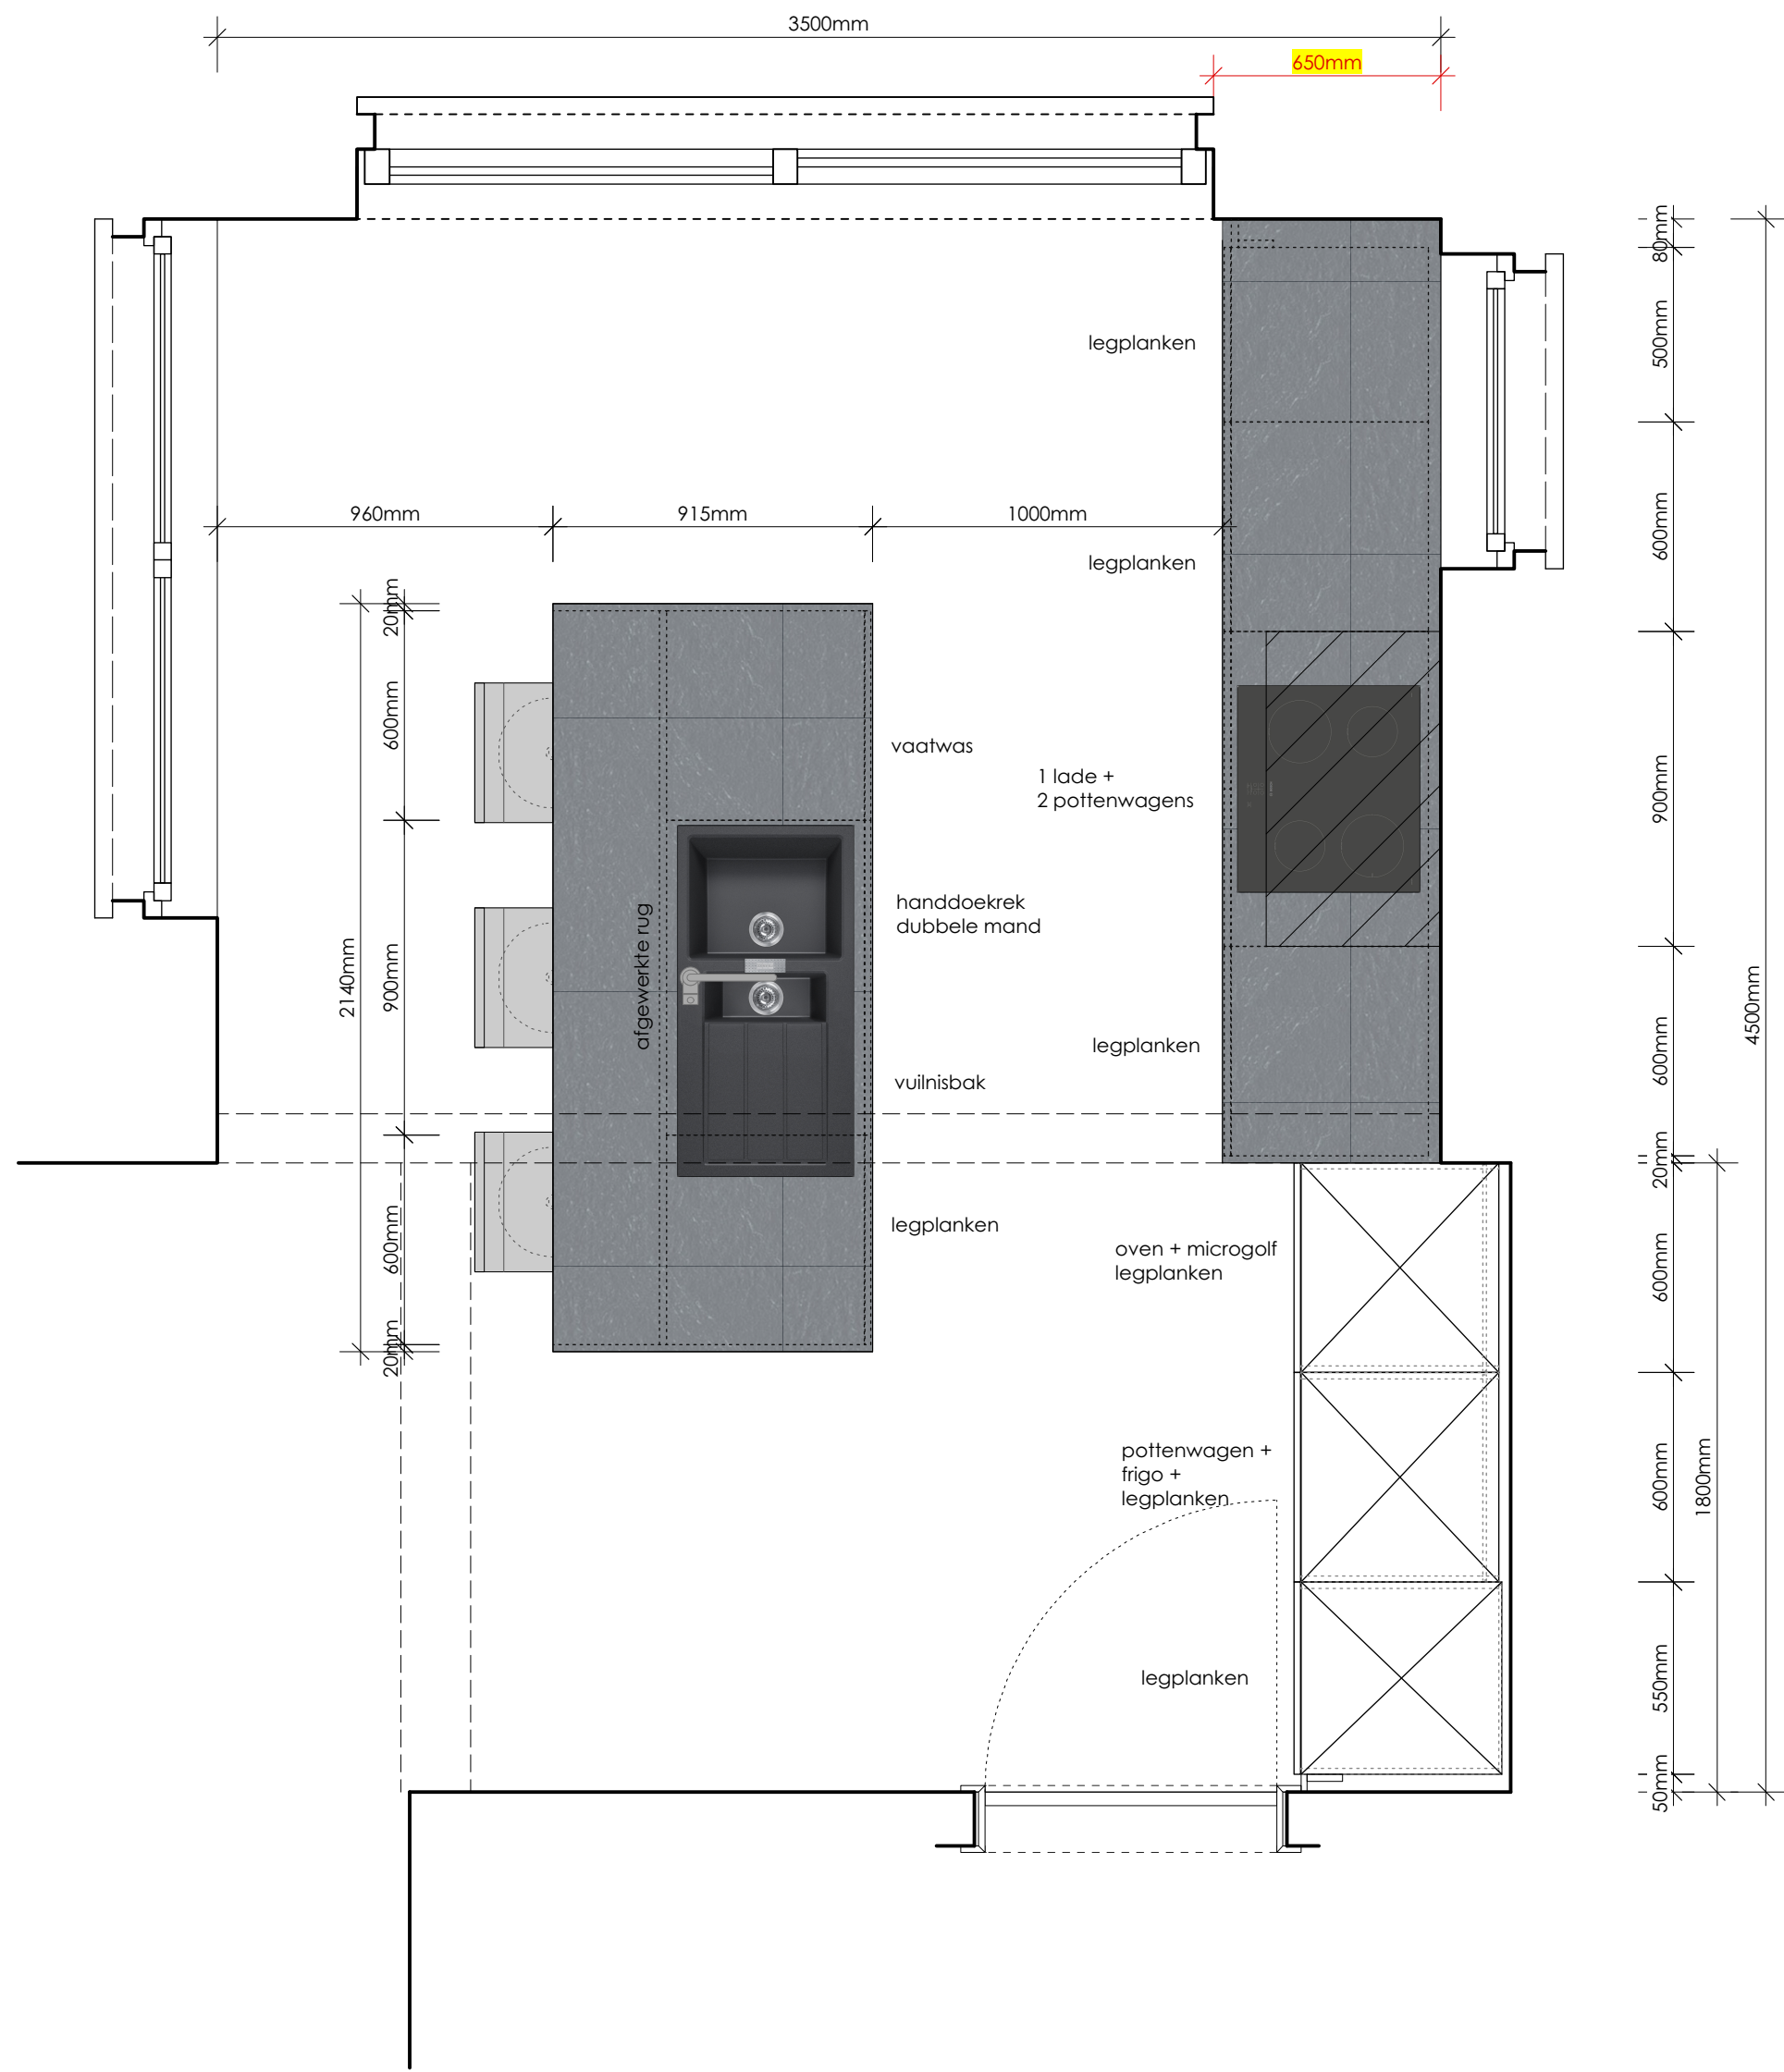 3500mm
650mm
80mm
legplanken
500mm
960mm
915mm
1000mm
600mm
legplanken
20mm
600mm
vaatwas
1 lade +
2 pottenwagens
900mm
handdoekrek
dubbele mand
afgewerkte rug
2140mm
900mm
4500mm
legplanken
600mm
vuilnisbak
20mm
legplanken
600mm
oven + microgolf
legplanken
600mm
20mm
pottenwagen +
frigo +
legplanken
600mm
1800mm
legplanken
550mm
50mm